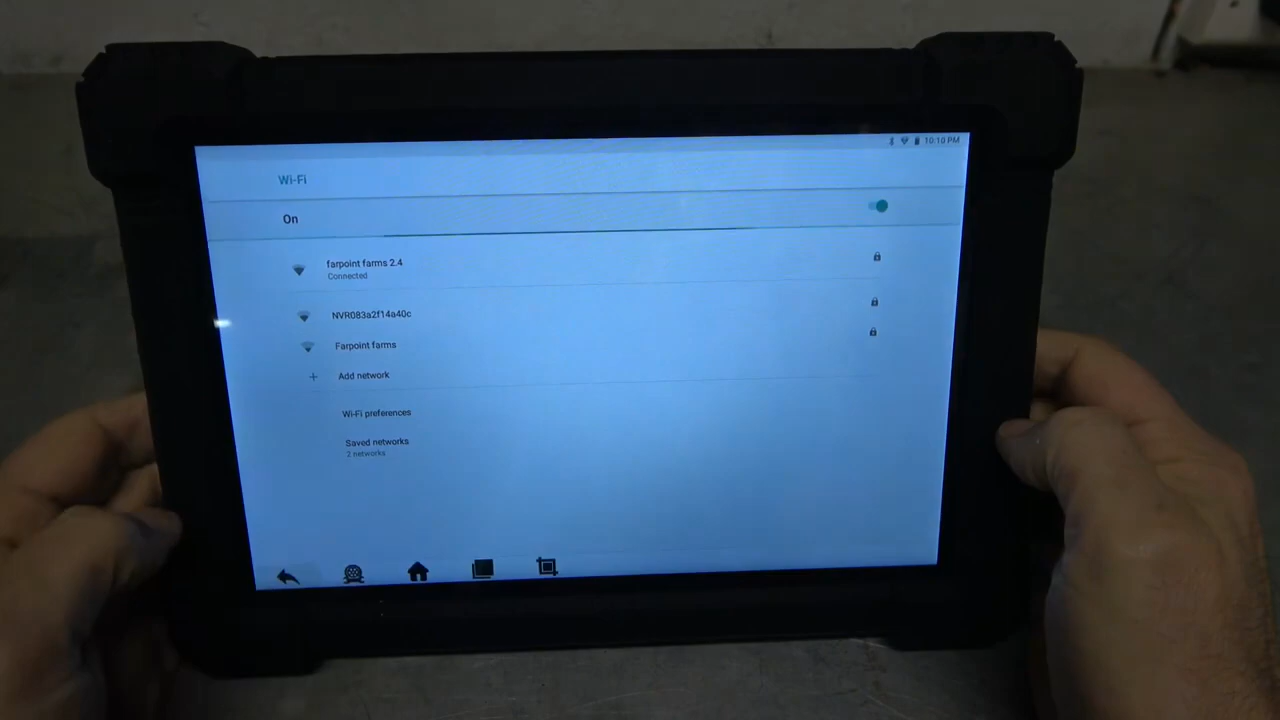 10:10 PM
Wi-Fi
On
farpoint farms 2.4
Connected
NVR083a2f14a40c
Farpoint farms
Add network
Wi-Fi preferences
Saved networks
2 networks